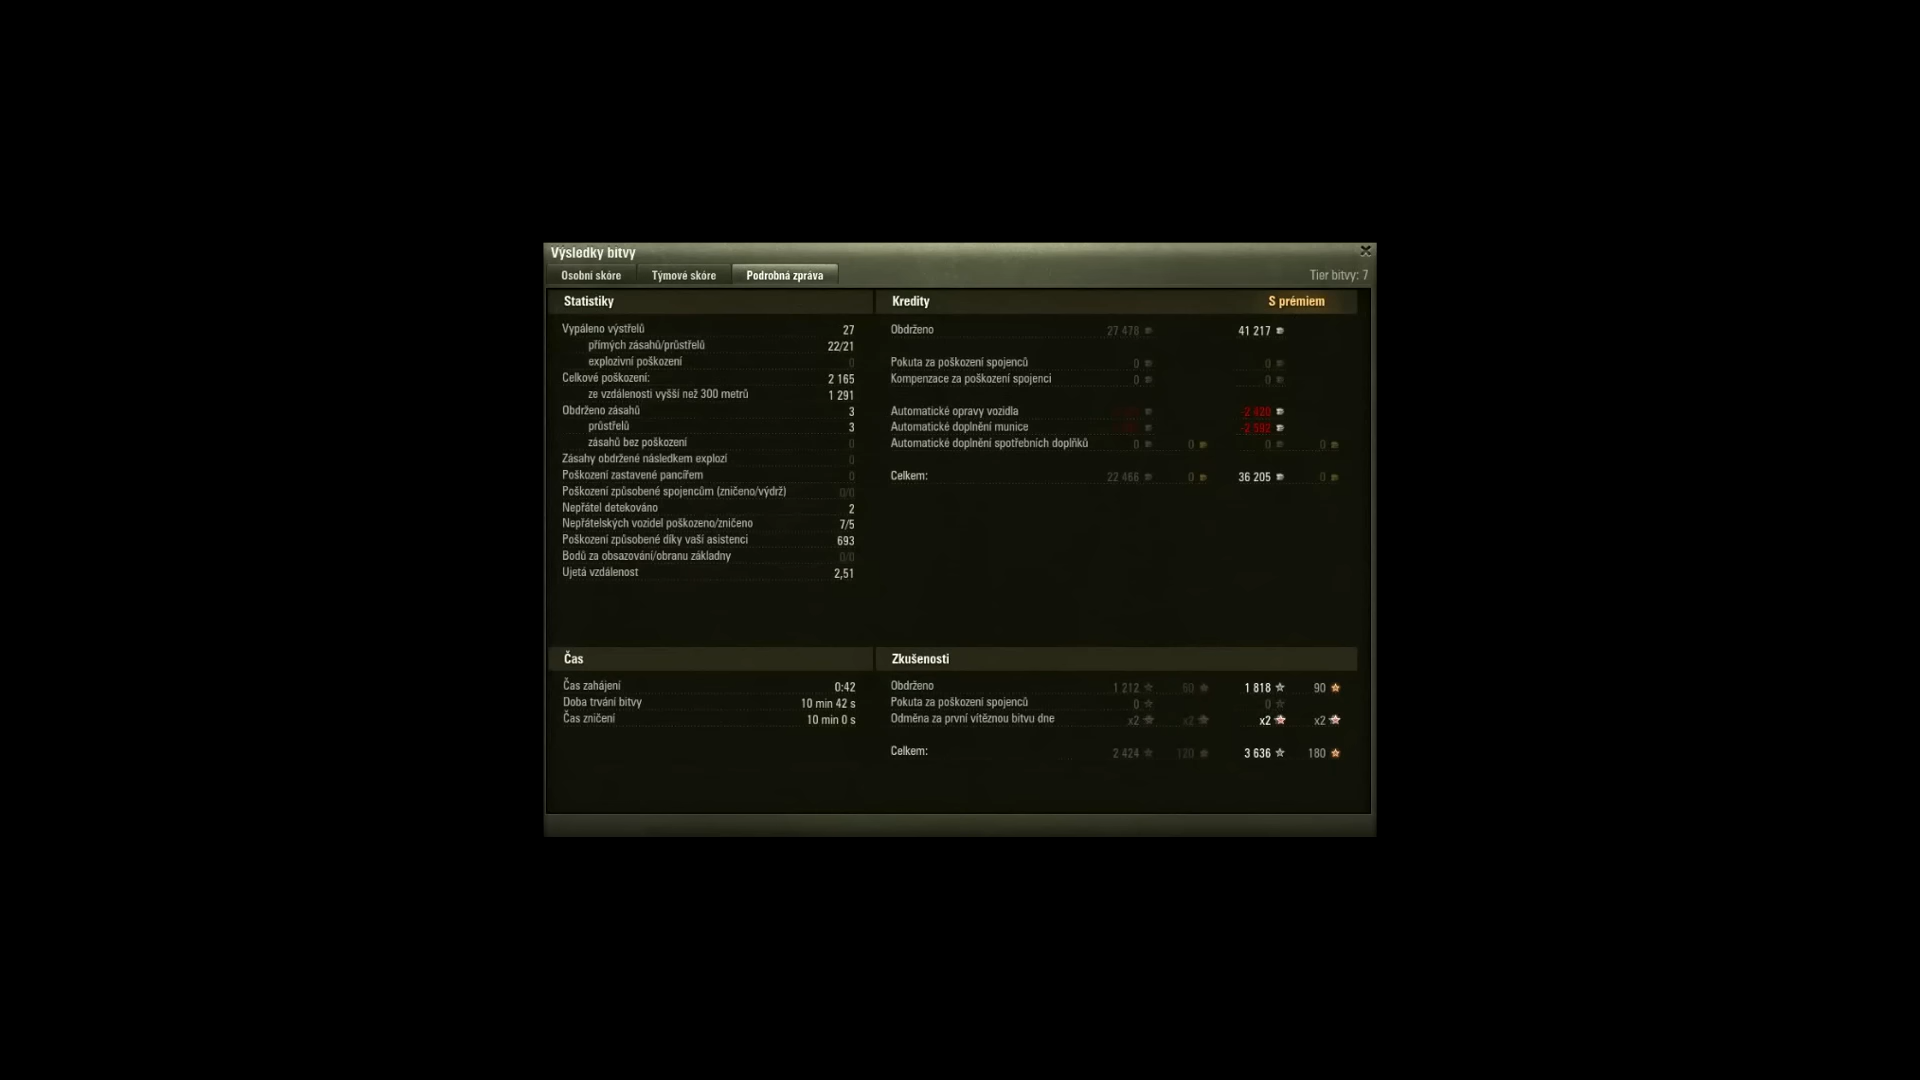 Výsledky bitvy
Osobní skóre Týmové skóre Podrobná zpráva Tier bitvy: 7
Statistiky
Vypáleno výstřelů 27
přímých zásahů/průstřelů 22/21
explozivní poškození 0
Celkové poškození: 2 165
ze vzdálenosti vyšší než 300 metrů 1 291
Obdrženo zásahů 3
průstřelů 3
zásahů bez poškození 0
Zásahy obdržené následkem explozí 0
Poškození zastavené pancířem 0
Poškození způsobené spojencům (zničeno/výdrž) 0/0
Nepřátel detekováno 2
Nepřátelských vozidel poškozeno/zničeno 7/5
Poškození způsobené díky vaší asistenci 693
Bodů za obsazování/obranu základny 0/0
Ujetá vzdálenost 2,51
Kredity S prémiem
Obdrženo 27 478 41 217
Pokuta za poškození spojenců 0 0
Kompenzace za poškození spojenci 0 0
Automatické opravy vozidla -2 420
Automatické doplnění munice -2 592
Automatické doplnění spotřebních doplňků 0 0 0 0
Celkem: 22 466 0 36 205 0
Čas
Čas zahájení 0:42
Doba trvání bitvy 10 min 42 s
Čas zničení 10 min 0 s
Zkušenosti
Obdrženo 1 212 60 1 818 90
Pokuta za poškození spojenců 0 0
Odměna za první vítěznou bitvu dne x2 x2 x2 x2
Celkem: 2 424 120 3 636 180